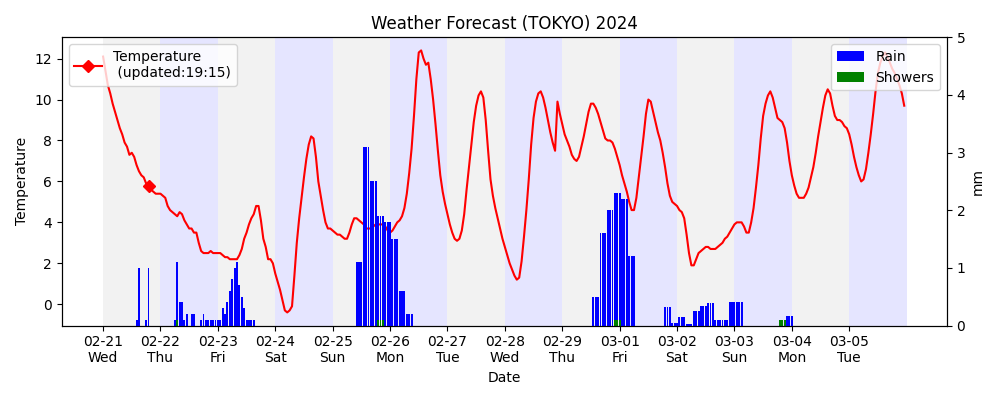 Weather Forecast (TOKYO) 2024
Temperature
(updated:19:15)
Rain
Showers
Temperature
12
10
8
6
4
2
0
5
4
3
2
1
0
mm
02-21 02-22 02-23 02-24 02-25 02-26 02-27 02-28 02-29 03-01 03-02 03-03 03-04 03-05
Wed Thu Fri Sat Sun Mon Tue Wed Thu Fri Sat Sun Mon Tue
Date